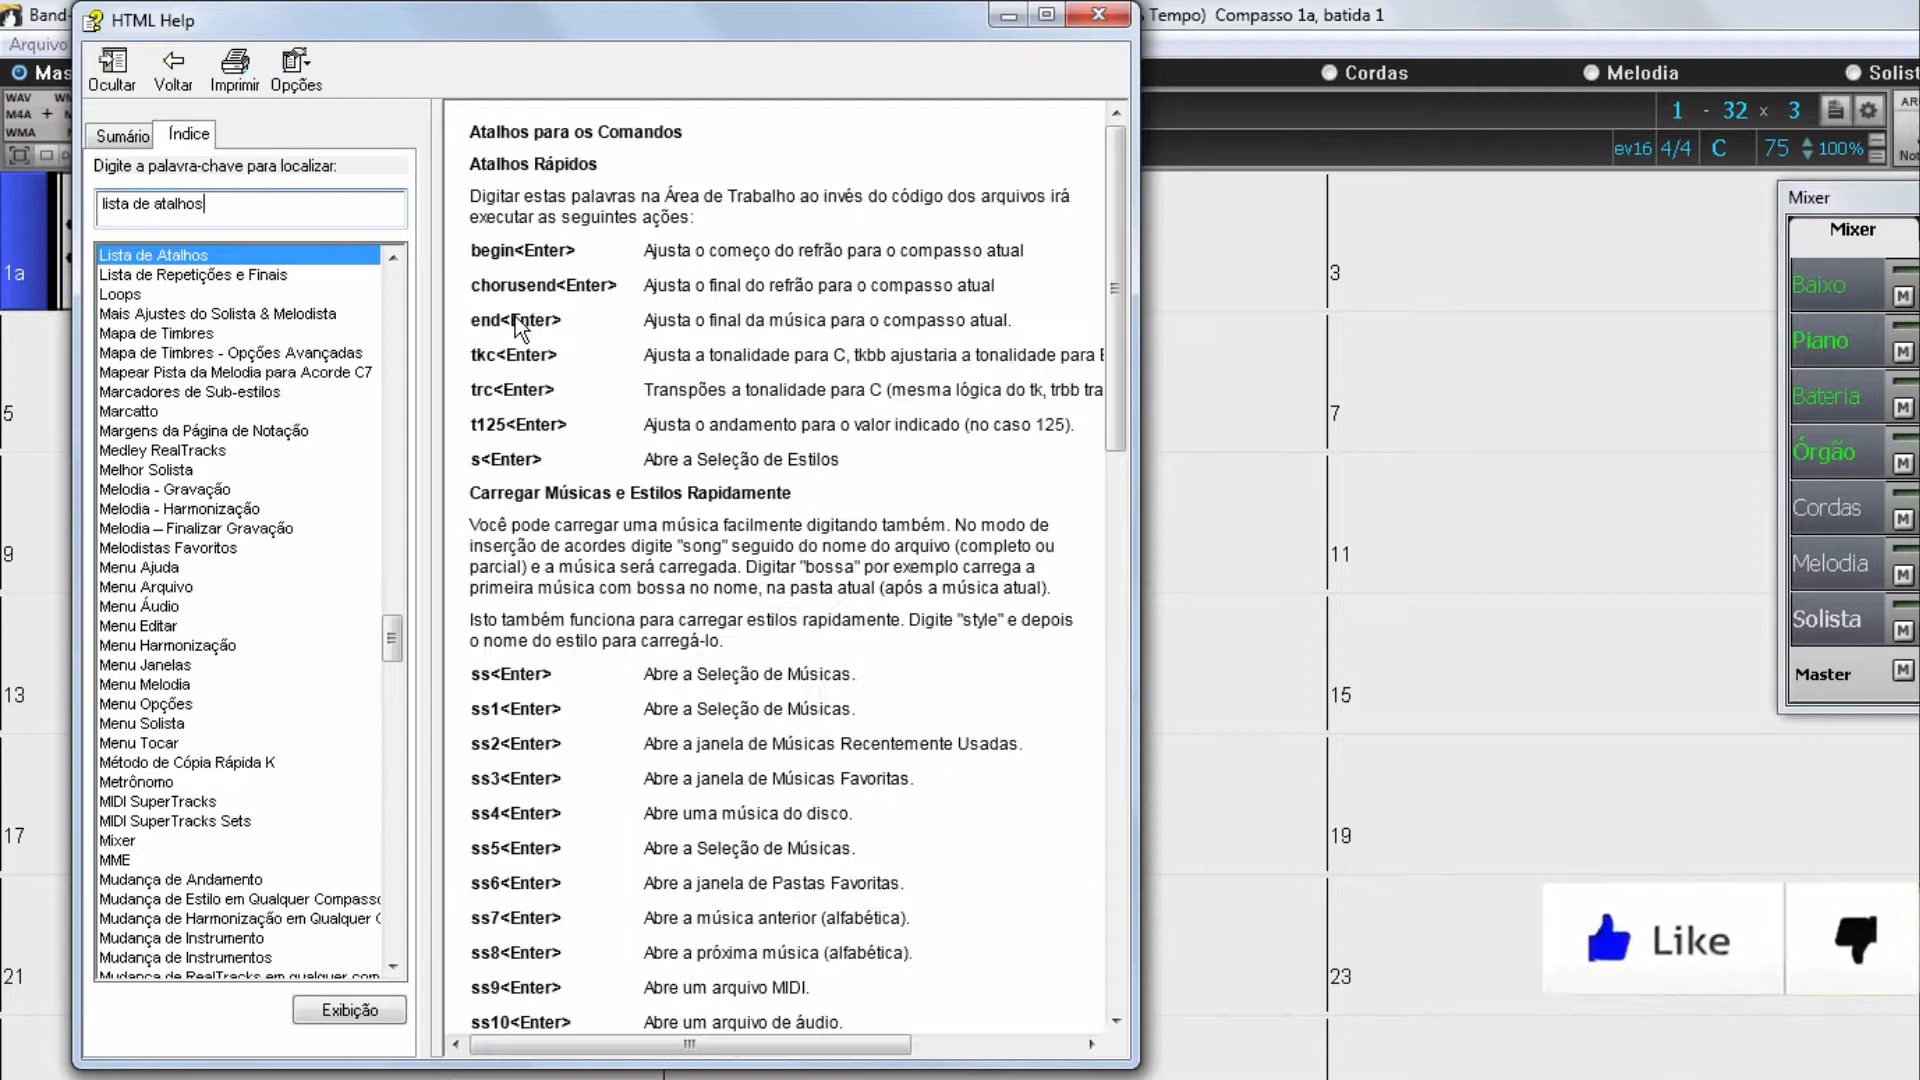 Band-
HTML Help
Tempo) Compasso 1a, batida 1
Arquivo
Ocultar
Voltar
Imprimir
Opções
Mas
Cordas
Melodia
Solist
WAV
M4A +
WMA
1 - 32 x 3
ev16 4/4 C 75 100%
Sumário
Índice
Digite a palavra-chave para localizar:
lista de atalhos
Lista de Atalhos
Lista de Repetições e Finais
Loops
Mais Ajustes do Solista & Melodista
Mapa de Timbres
Mapa de Timbres - Opções Avançadas
Mapear Pista da Melodia para Acorde C7
Marcadores de Sub-estilos
Marcatto
Margens da Página de Notação
Medley RealTracks
Melhor Solista
Melodia - Gravação
Melodia - Harmonização
Melodia – Finalizar Gravação
Melodistas Favoritos
Menu Ajuda
Menu Arquivo
Menu Áudio
Menu Editar
Menu Harmonização
Menu Janelas
Menu Melodia
Menu Opções
Menu Solista
Menu Tocar
Método de Cópia Rápida K
Metrônomo
MIDI SuperTracks
MIDI SuperTracks Sets
Mixer
MME
Mudança de Andamento
Mudança de Estilo em Qualquer Compasso
Mudança de Harmonização em Qualquer
Mudança de Instrumento
Mudança de Instrumentos
Mudança de RealTracks em qualquer com
Exibição
Atalhos para os Comandos
Atalhos Rápidos
Digitar estas palavras na Área de Trabalho ao invés do código dos arquivos irá
executar as seguintes ações:
begin<Enter> Ajusta o começo do refrão para o compasso atual
chorusend<Enter> Ajusta o final do refrão para o compasso atual
end<Enter> Ajusta o final da música para o compasso atual.
tkc<Enter> Ajusta a tonalidade para C, tkbb ajustaria a tonalidade para
trc<Enter> Transpões a tonalidade para C (mesma lógica do tk, trbb tra
t125<Enter> Ajusta o andamento para o valor indicado (no caso 125).
s<Enter> Abre a Seleção de Estilos
Carregar Músicas e Estilos Rapidamente
Você pode carregar uma música facilmente digitando também. No modo de
inserção de acordes digite "song" seguido do nome do arquivo (completo ou
parcial) e a música será carregada. Digitar "bossa" por exemplo carrega a
primeira música com bossa no nome, na pasta atual (após a música atual).
Isto também funciona para carregar estilos rapidamente. Digite "style" e depois
o nome do estilo para carregá-lo.
ss<Enter> Abre a Seleção de Músicas.
ss1<Enter> Abre a Seleção de Músicas.
ss2<Enter> Abre a janela de Músicas Recentemente Usadas.
ss3<Enter> Abre a janela de Músicas Favoritas.
ss4<Enter> Abre uma música do disco.
ss5<Enter> Abre a Seleção de Músicas.
ss6<Enter> Abre a janela de Pastas Favoritas.
ss7<Enter> Abre a música anterior (alfabética).
ss8<Enter> Abre a próxima música (alfabética).
ss9<Enter> Abre um arquivo MIDI.
ss10<Enter> Abre um arquivo de áudio.
1a
3
5
7
9
11
13
15
17
19
21
23
Mixer
Mixer
Baixo M
Piano M
Bateria M
Órgão M
Cordas M
Melodia M
Solista M
Master M
Like